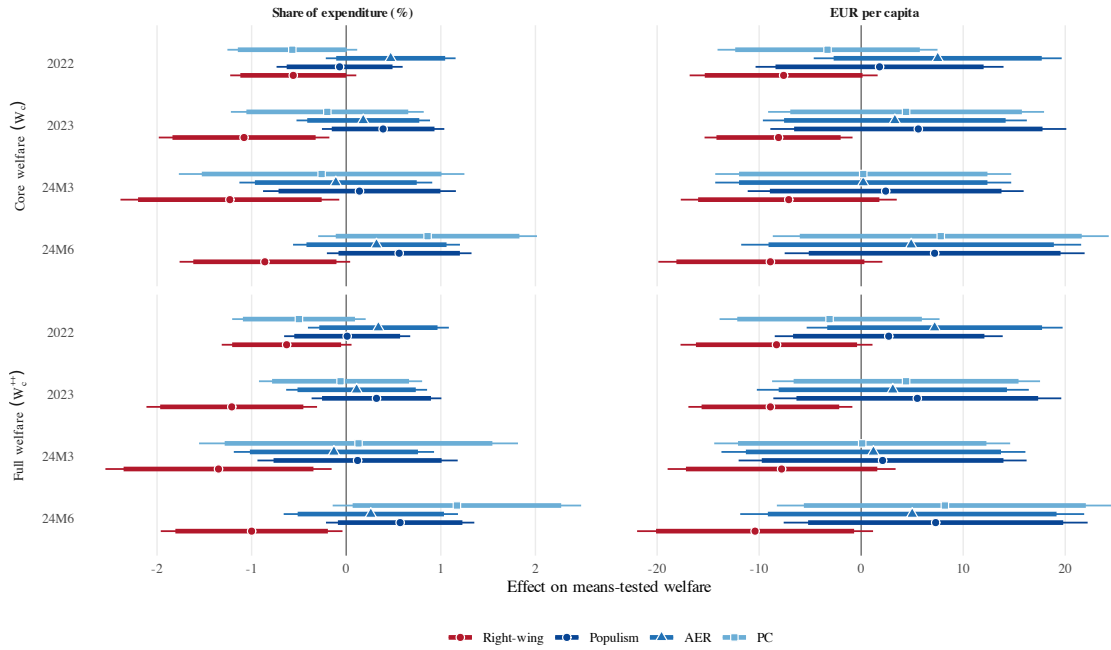 Share of expenditure (%)
EUR per capita
Core welfare (Wc)
2022
2023
24M3
24M6
Full welfare (Wc++)
2022
2023
24M3
24M6
-2 -1 0 1 2
-20 -10 0 10 20
Effect on means-tested welfare
Right-wing Populism AER PC